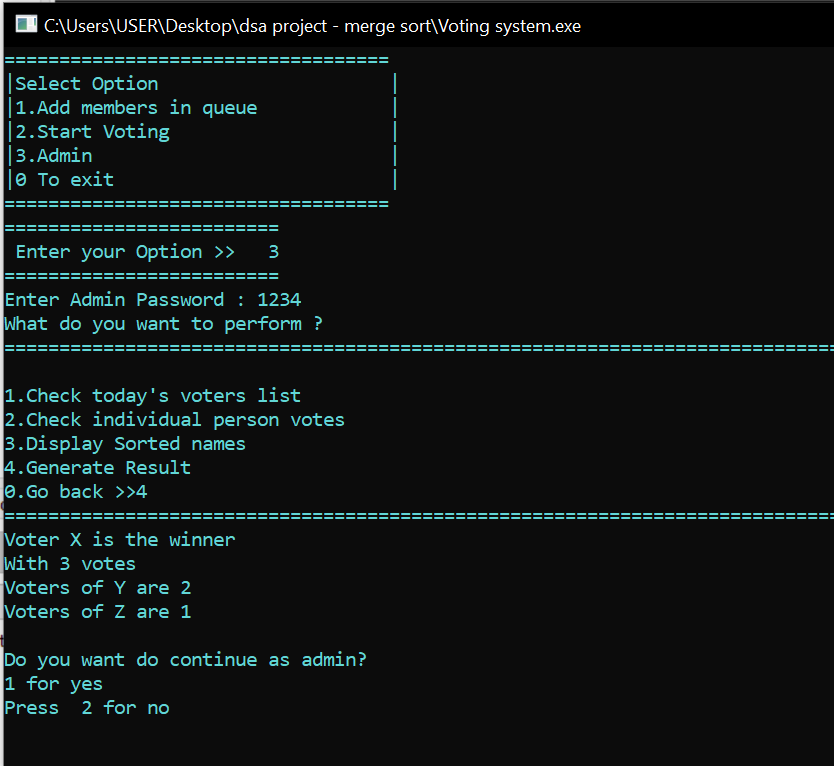 C:\Users\USER\Desktop\dsa project - merge sort\Voting system.exe
===================================
|Select Option                     |
|1.Add members in queue            |
|2.Start Voting                    |
|3.Admin                           |
|0 To exit                         |
===================================
=========================
 Enter your Option >>   3
=========================
Enter Admin Password : 1234
What do you want to perform ?
============================================================================
1.Check today's voters list
2.Check individual person votes
3.Display Sorted names
4.Generate Result
0.Go back >>4
============================================================================
Voter X is the winner
With 3 votes
Voters of Y are 2
Voters of Z are 1
Do you want do continue as admin?
1 for yes
Press  2 for no